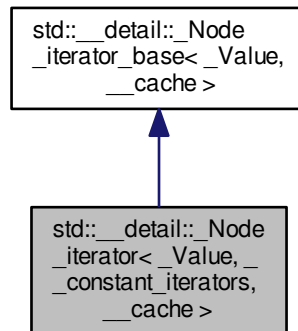 std::__detail::_Node
_iterator_base< _Value,
__cache >
std::__detail::_Node
_iterator< _Value, _
_constant_iterators,
__cache >